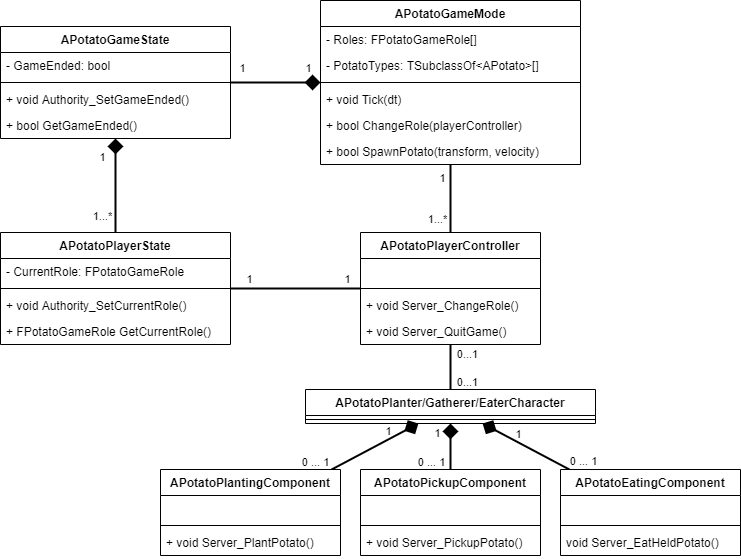 APotatoGameState
- GameEnded: bool
+ void Authority_SetGameEnded()
+ bool GetGameEnded()
1
1
APotatoGameMode
- Roles: FPotatoGameRole[]
- PotatoTypes: TSubclassOf<APotato>[]
+ void Tick(dt)
+ bool ChangeRole(playerController)
+ bool SpawnPotato(transform, velocity)
1
1...*
1
1...*
APotatoPlayerState
- CurrentRole: FPotatoGameRole
+ void Authority_SetCurrentRole()
+ FPotatoGameRole GetCurrentRole()
1
1
APotatoPlayerController
+ void Server_ChangeRole()
+ void Server_QuitGame()
0...1
0...1
APotatoPlanter/Gatherer/EaterCharacter
1
1
1
0 ... 1
0 ... 1
0 ... 1
APotatoPlantingComponent
+ void Server_PlantPotato()
APotatoPickupComponent
+ void Server_PickupPotato()
APotatoEatingComponent
void Server_EatHeldPotato()